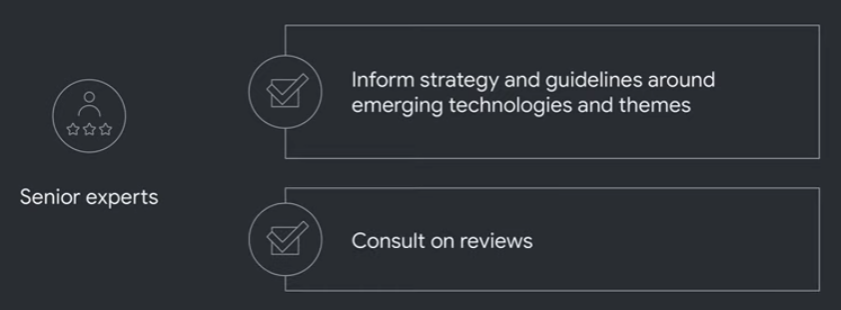 Inform strategy and guidelines around
emerging technologies and themes
Senior experts
Consult on reviews